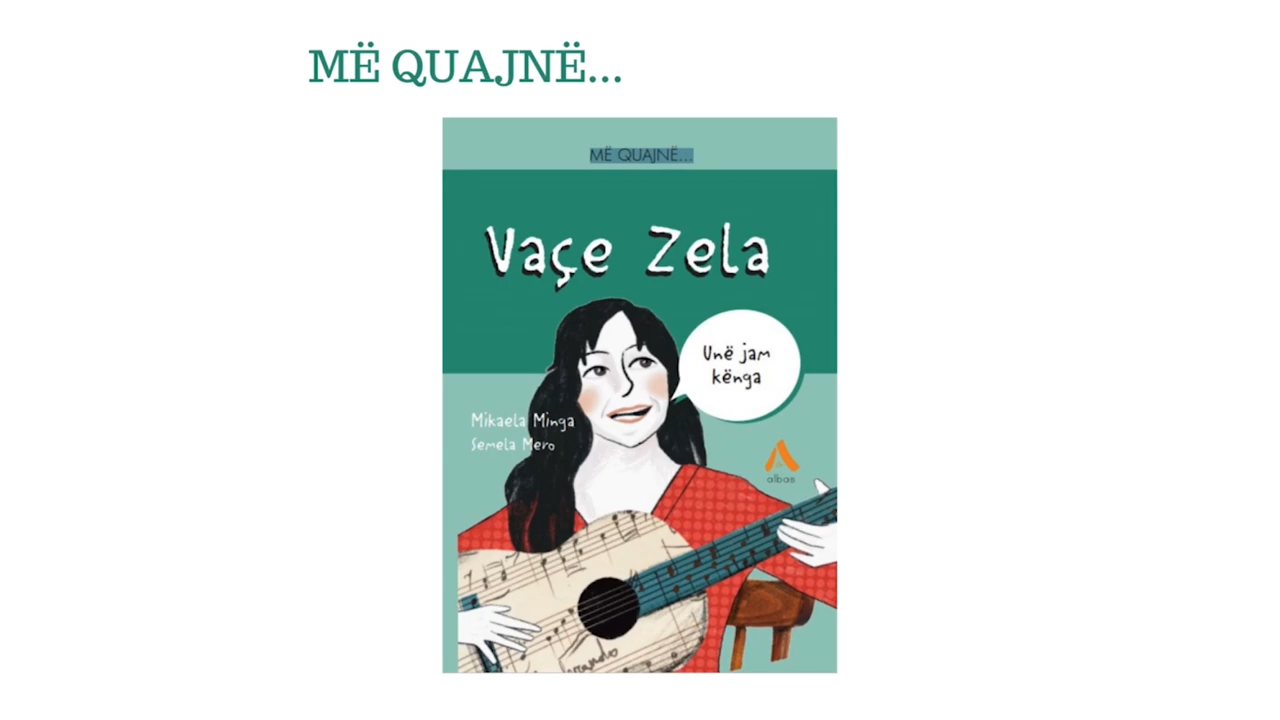 MË QUAJNË...
MË QUAJNË...
Vaçe Zela
Unë jam
kënga
Mikaela Minga
Semela Mero
albas